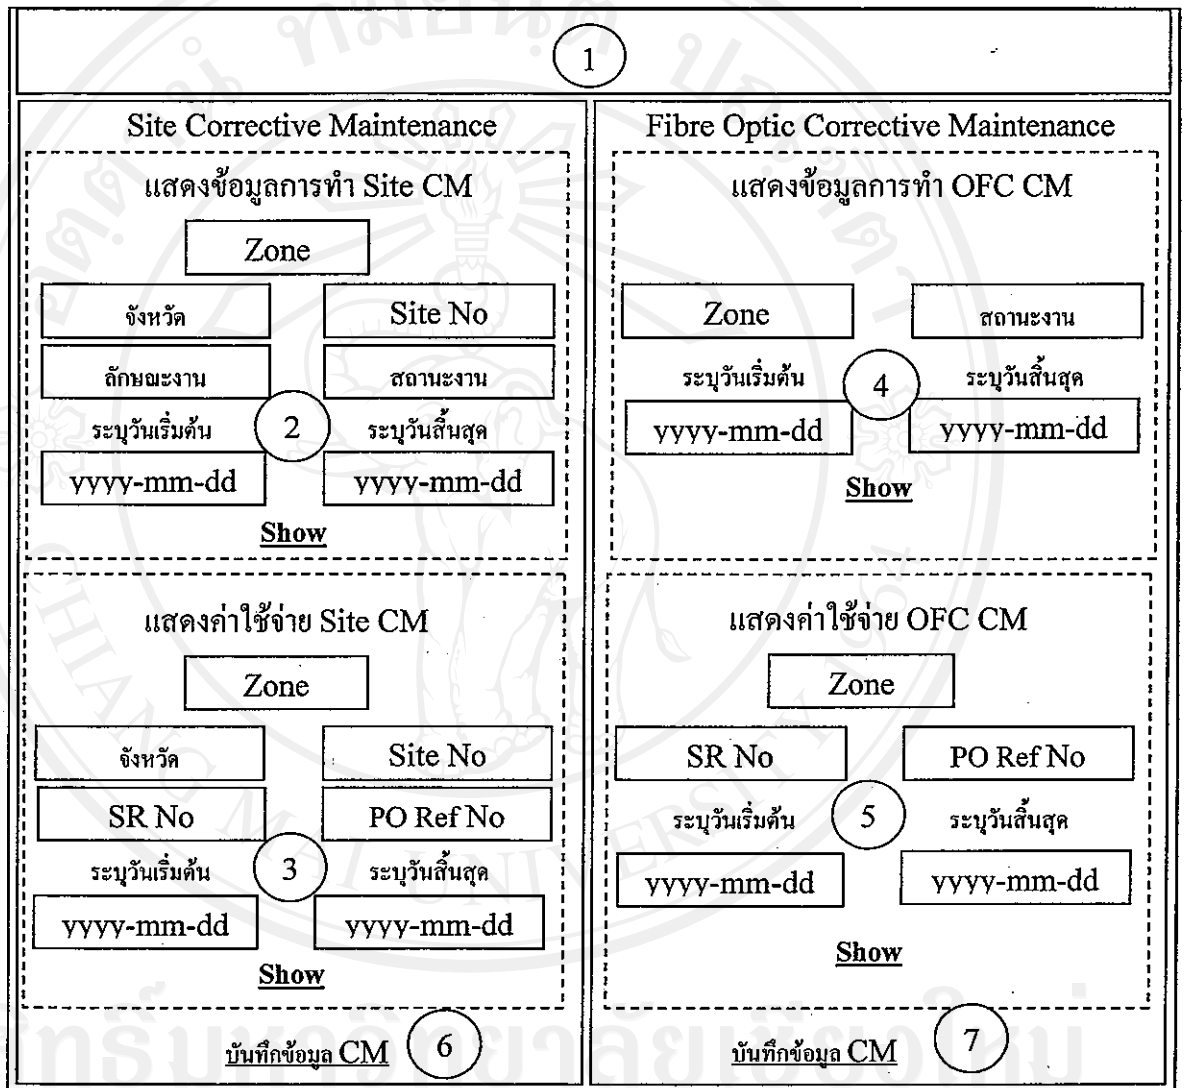 1
Site Corrective Maintenance
แสดงข้อมูลการทำ Site CM
Zone
จังหวัด Site No
ลักษณะงาน สถานะงาน
2
ระบุวันเริ่มต้น ระบุวันสิ้นสุด
yyyy-mm-dd yyyy-mm-dd
Show
แสดงค่าใช้จ่าย Site CM
Zone
จังหวัด Site No
SR No PO Ref No
3
ระบุวันเริ่มต้น ระบุวันสิ้นสุด
yyyy-mm-dd yyyy-mm-dd
Show
บันทึกข้อมูล CM 6
Fibre Optic Corrective Maintenance
แสดงข้อมูลการทำ OFC CM
Zone สถานะงาน
ระบุวันเริ่มต้น 4 ระบุวันสิ้นสุด
yyyy-mm-dd yyyy-mm-dd
Show
แสดงค่าใช้จ่าย OFC CM
Zone
SR No PO Ref No
ระบุวันเริ่มต้น 5 ระบุวันสิ้นสุด
yyyy-mm-dd yyyy-mm-dd
Show
บันทึกข้อมูล CM 7
CHIANG MAI UNIVERSITY 1964